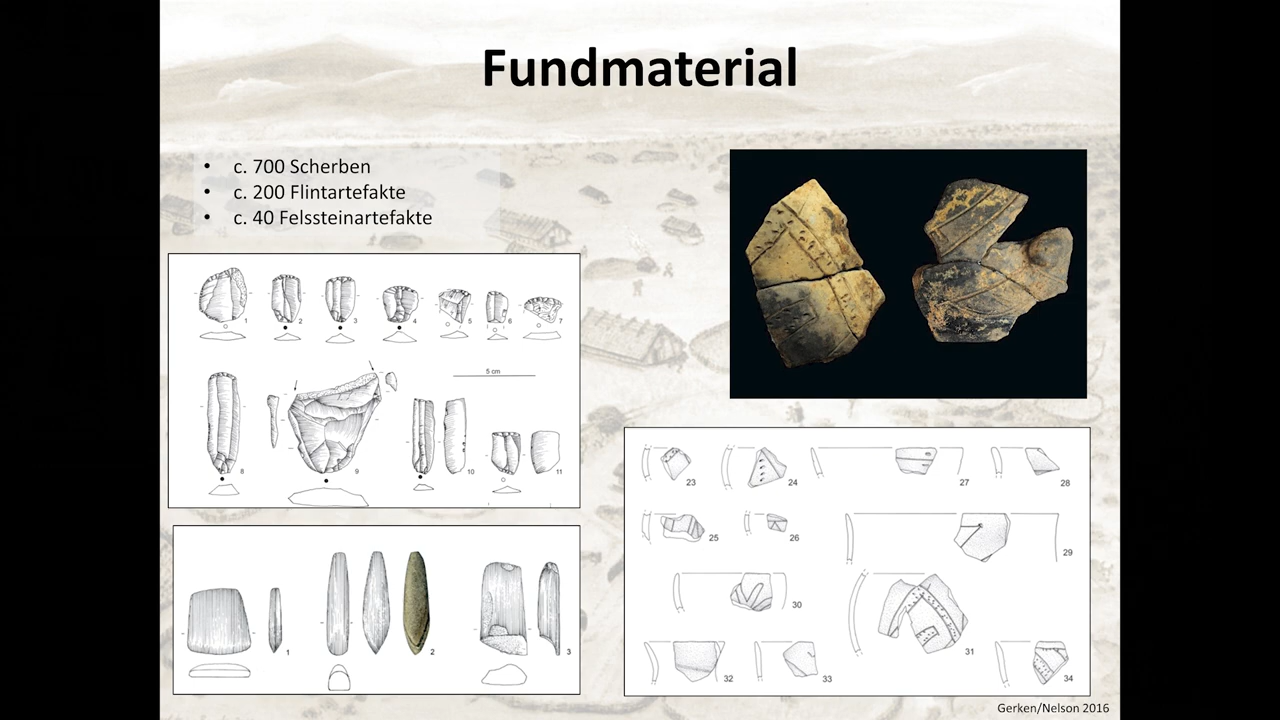 Fundmaterial
• c. 700 Scherben
• c. 200 Flintartefakte
• c. 40 Felssteinartefakte
1 2 3 4 5 6 7
5 cm
8 9 10 11
1 2 3
23 24 27 28
25 26 29
30 31
32 33 34
Gerken/Nelson 2016